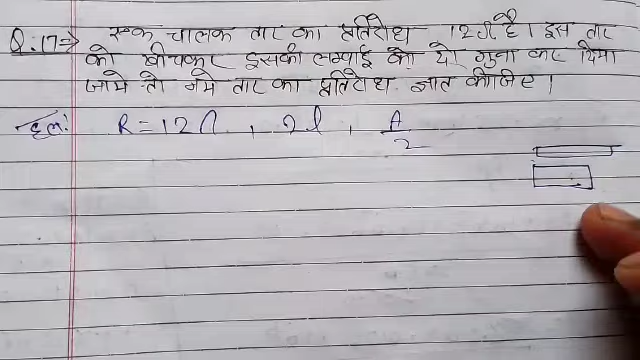 Q.17⇒ एक चालक तार का प्रतिरोध 12Ω है। इस तार
को खींचकर इसकी लम्बाई को दो गुना कर दिया
जाये तो नये तार का प्रतिरोध ज्ञात कीजिए।
हल: R = 12Ω , 2l , A/2